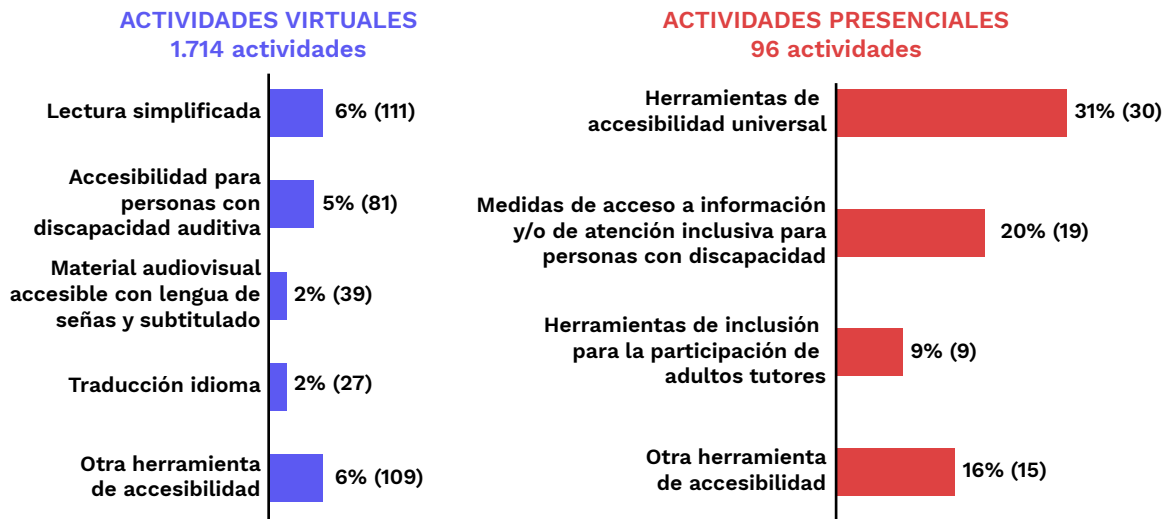 ACTIVIDADES VIRTUALES
1.714 actividades
Lectura simplificada
6% (111)
Accesibilidad para
personas con
discapacidad auditiva
5% (81)
Material audiovisual
accesible con lengua de
señas y subtitulado
2% (39)
Traducción idioma
2% (27)
Otra herramienta
de accesibilidad
6% (109)
ACTIVIDADES PRESENCIALES
96 actividades
Herramientas de
accesibilidad universal
31% (30)
Medidas de acceso a información
y/o de atención inclusiva para
personas con discapacidad
20% (19)
Herramientas de inclusión
para la participación de
adultos tutores
9% (9)
Otra herramienta
de accesibilidad
16% (15)